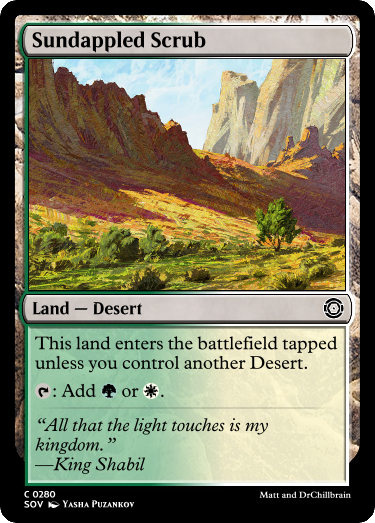 Sundappled Scrub
Land — Desert
This land enters the battlefield tapped
unless you control another Desert.
: Add or .
“All that the light touches is my
kingdom.”
—King Shabil
C 0280
SOV YASHA PUZANKOV
Matt and DrChillbrain